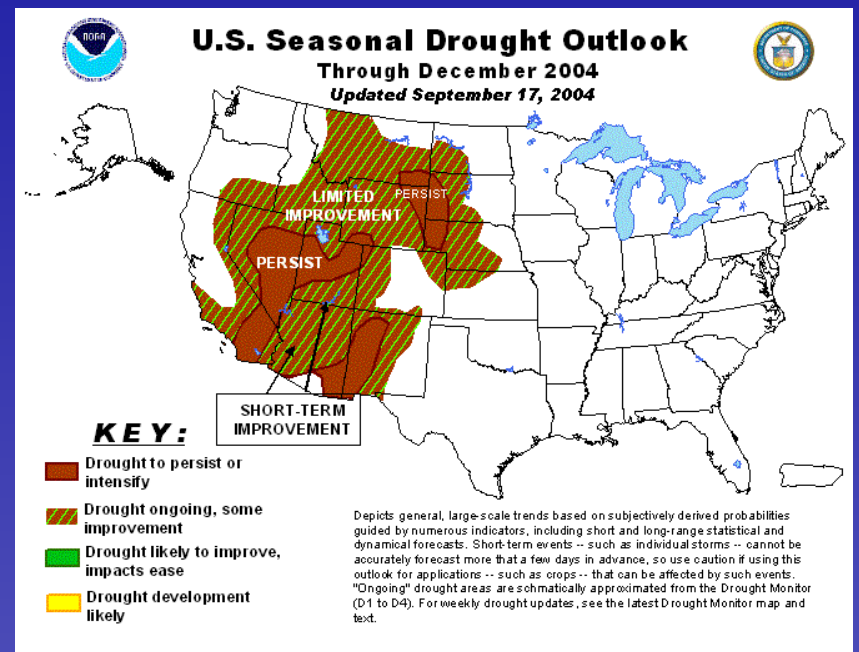 NOAA
U.S. Seasonal Drought Outlook
Through December 2004
Updated September 17, 2004
LIMITED
IMPROVEMENT
PERSIST
PERSIST
SHORT-TERM
IMPROVEMENT
KEY:
Drought to persist or
intensify
Drought ongoing, some
improvement
Drought likely to improve,
impacts ease
Drought development
likely
Depicts general, large-scale trends based on subjectively derived probabilities
guided by numerous indicators, including short and long-range statistical and
dynamical forecasts. Short-term events -- such as individual storms -- cannot be
accurately forecast more that a few days in advance, so use caution if using this
outlook for applications -- such as crops -- that can be affected by such events.
"Ongoing" drought areas are schmatically approximated from the Drought Monitor
(D1 to D4). For weekly drought updates, see the latest Drought Monitor map and
text.